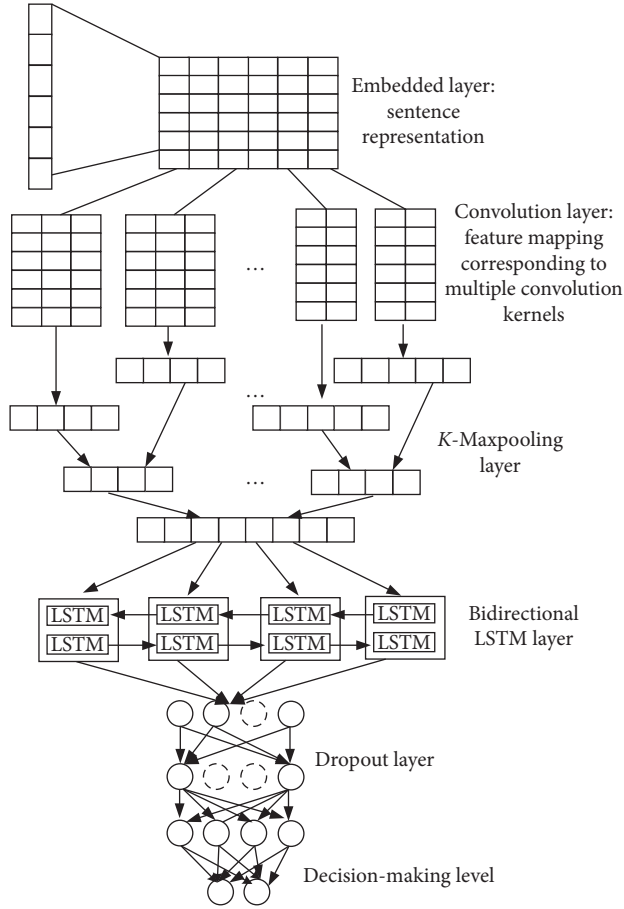 Embedded layer:
sentence
representation
Convolution layer:
feature mapping
corresponding to
multiple convolution
kernels
...
...
K-Maxpooling
layer
...
LSTM LSTM LSTM LSTM
LSTM LSTM LSTM LSTM
Bidirectional
LSTM layer
Dropout layer
Decision-making level